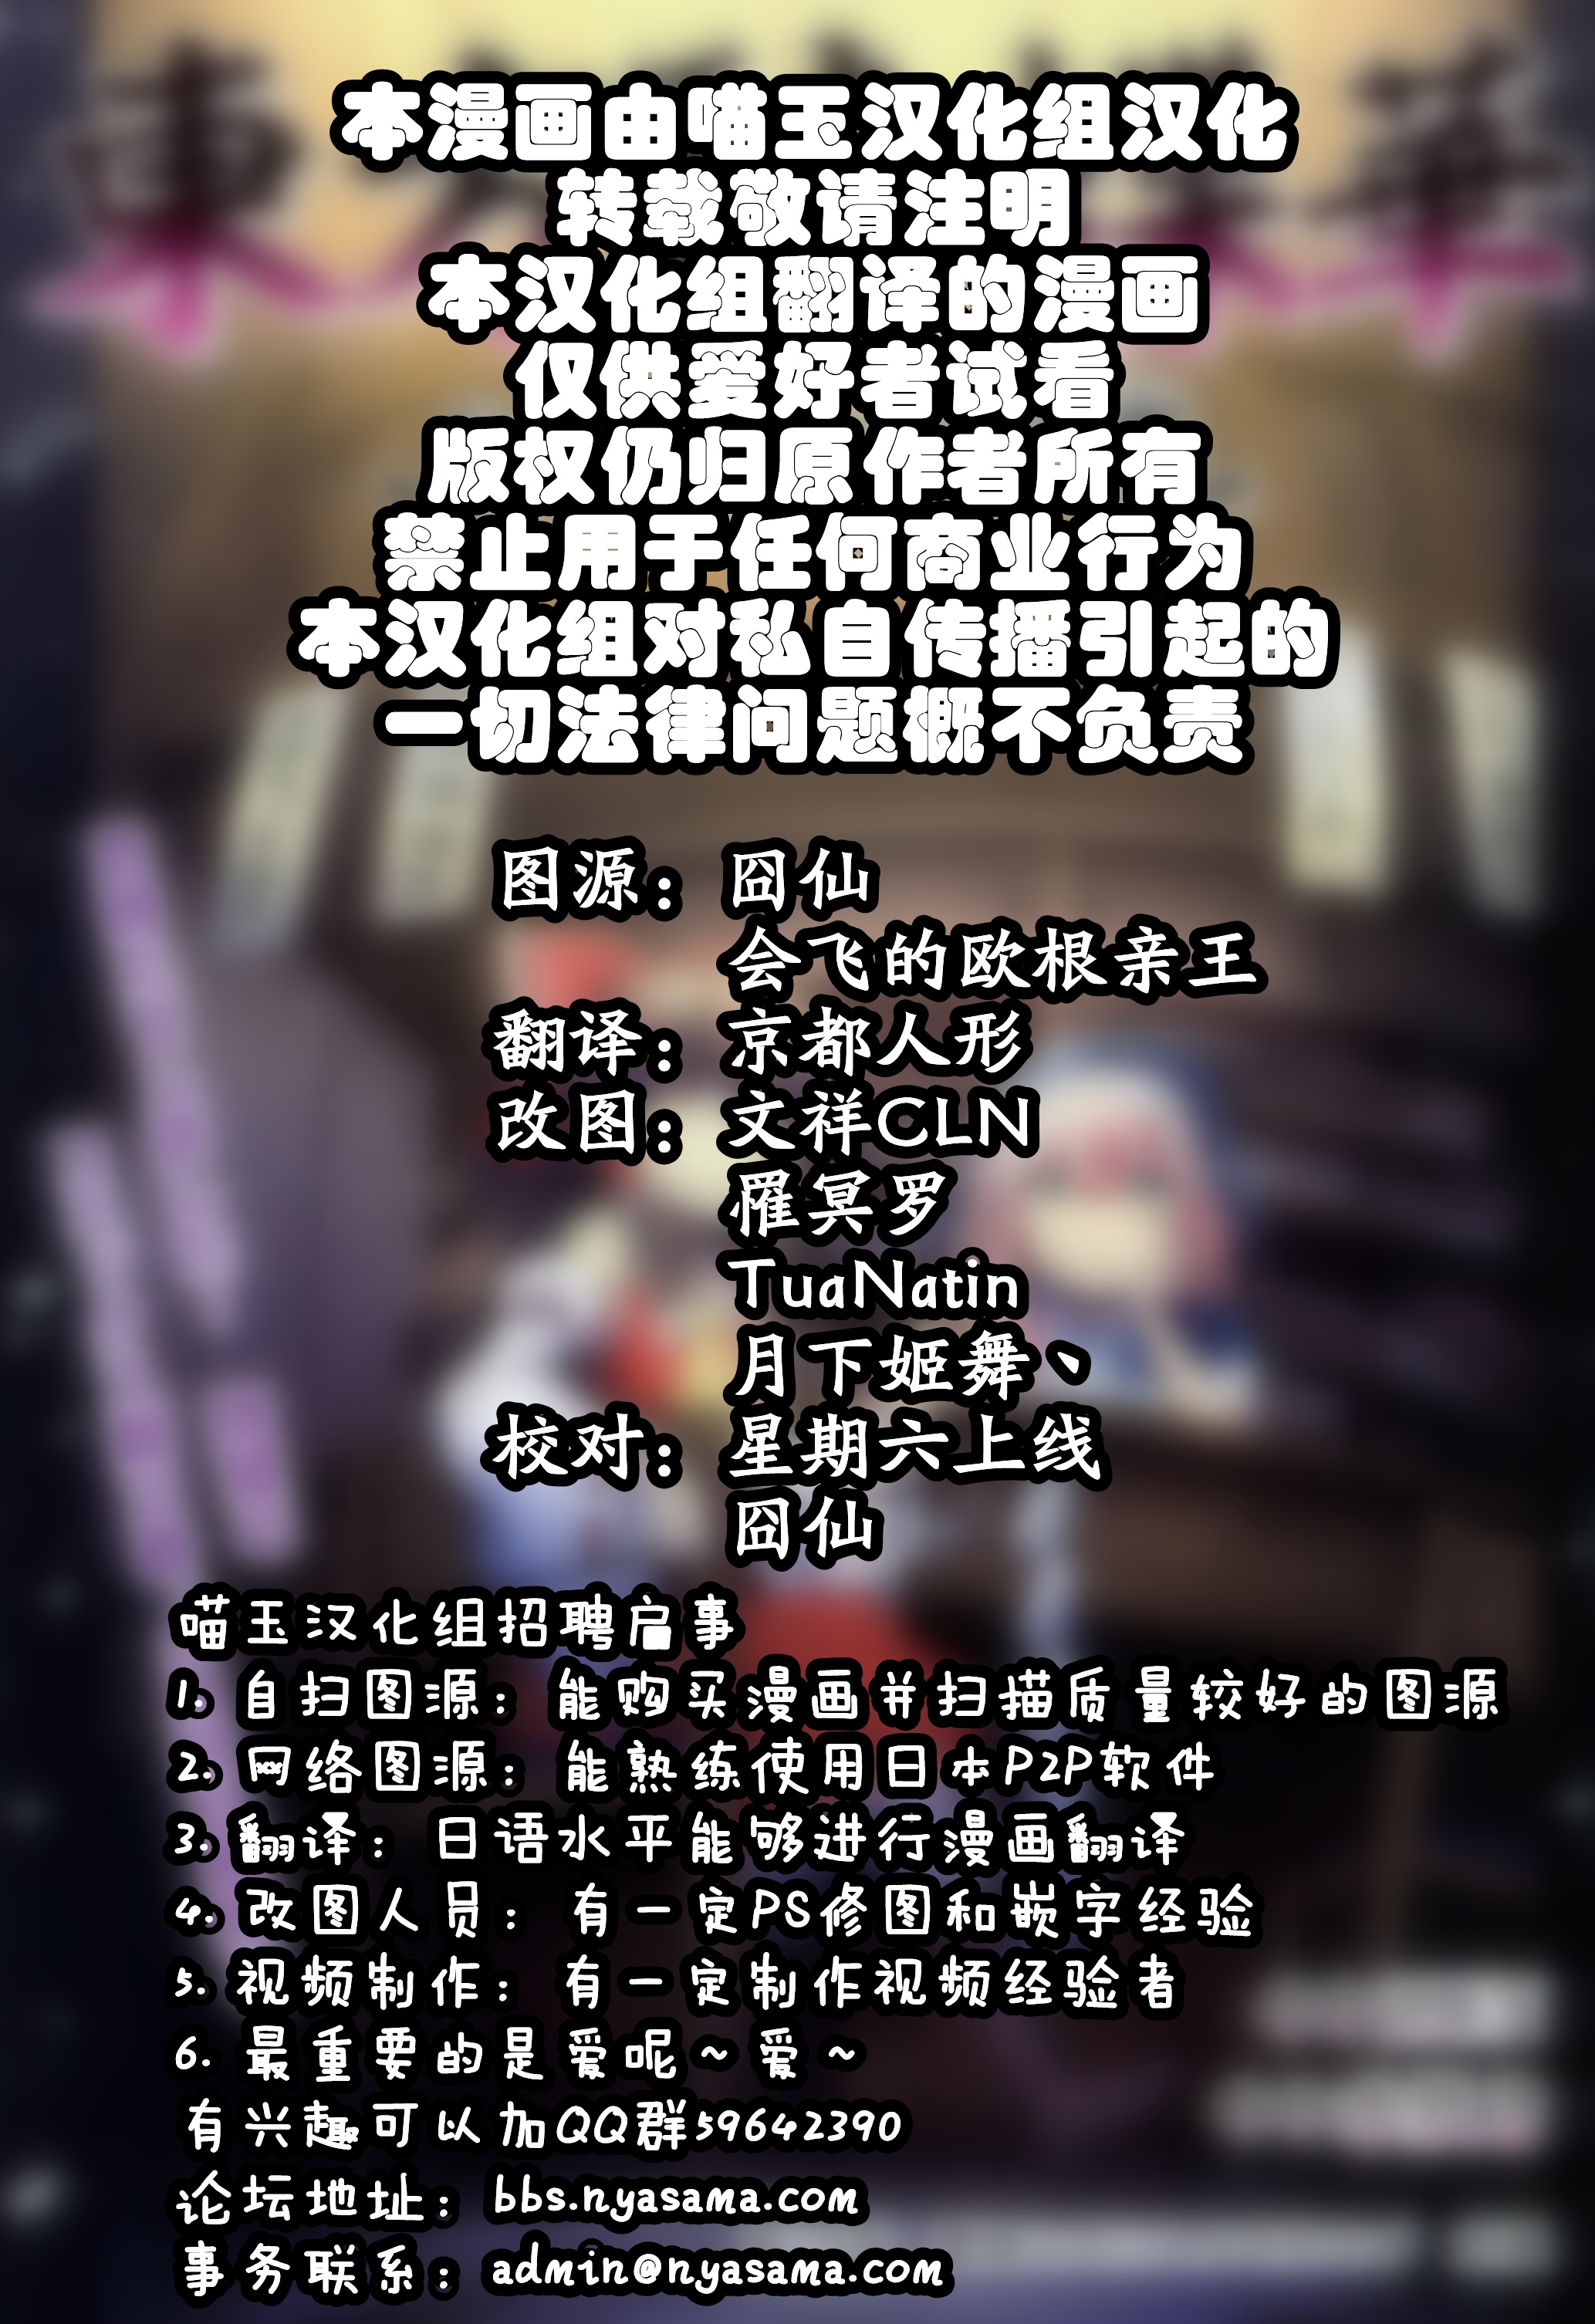 本漫画由喵玉汉化组汉化
转载敬请注明
本汉化组翻译的漫画
仅供爱好者试看
版权仍归原作者所有
禁止用于任何商业行为
本汉化组对私自传播引起的
一切法律问题概不负责
图源：囧仙
会飞的欧根亲王
翻译：京都人形
改图：文祥CLN
罹冥罗
TuaNatin
月下姬舞丶
校对：星期六上线
囧仙
喵玉汉化组招聘启事
1. 自扫图源：能购买漫画并扫描质量较好的图源
2. 网络图源：能熟练使用日本P2P软件
3. 翻译：日语水平能够进行漫画翻译
4. 改图人员：有一定PS修图和嵌字经验
5. 视频制作：有一定制作视频经验者
6. 最重要的是爱呢～爱～
有兴趣可以加QQ群59642390
论坛地址：bbs.nyasama.com
事务联系：admin@nyasama.com